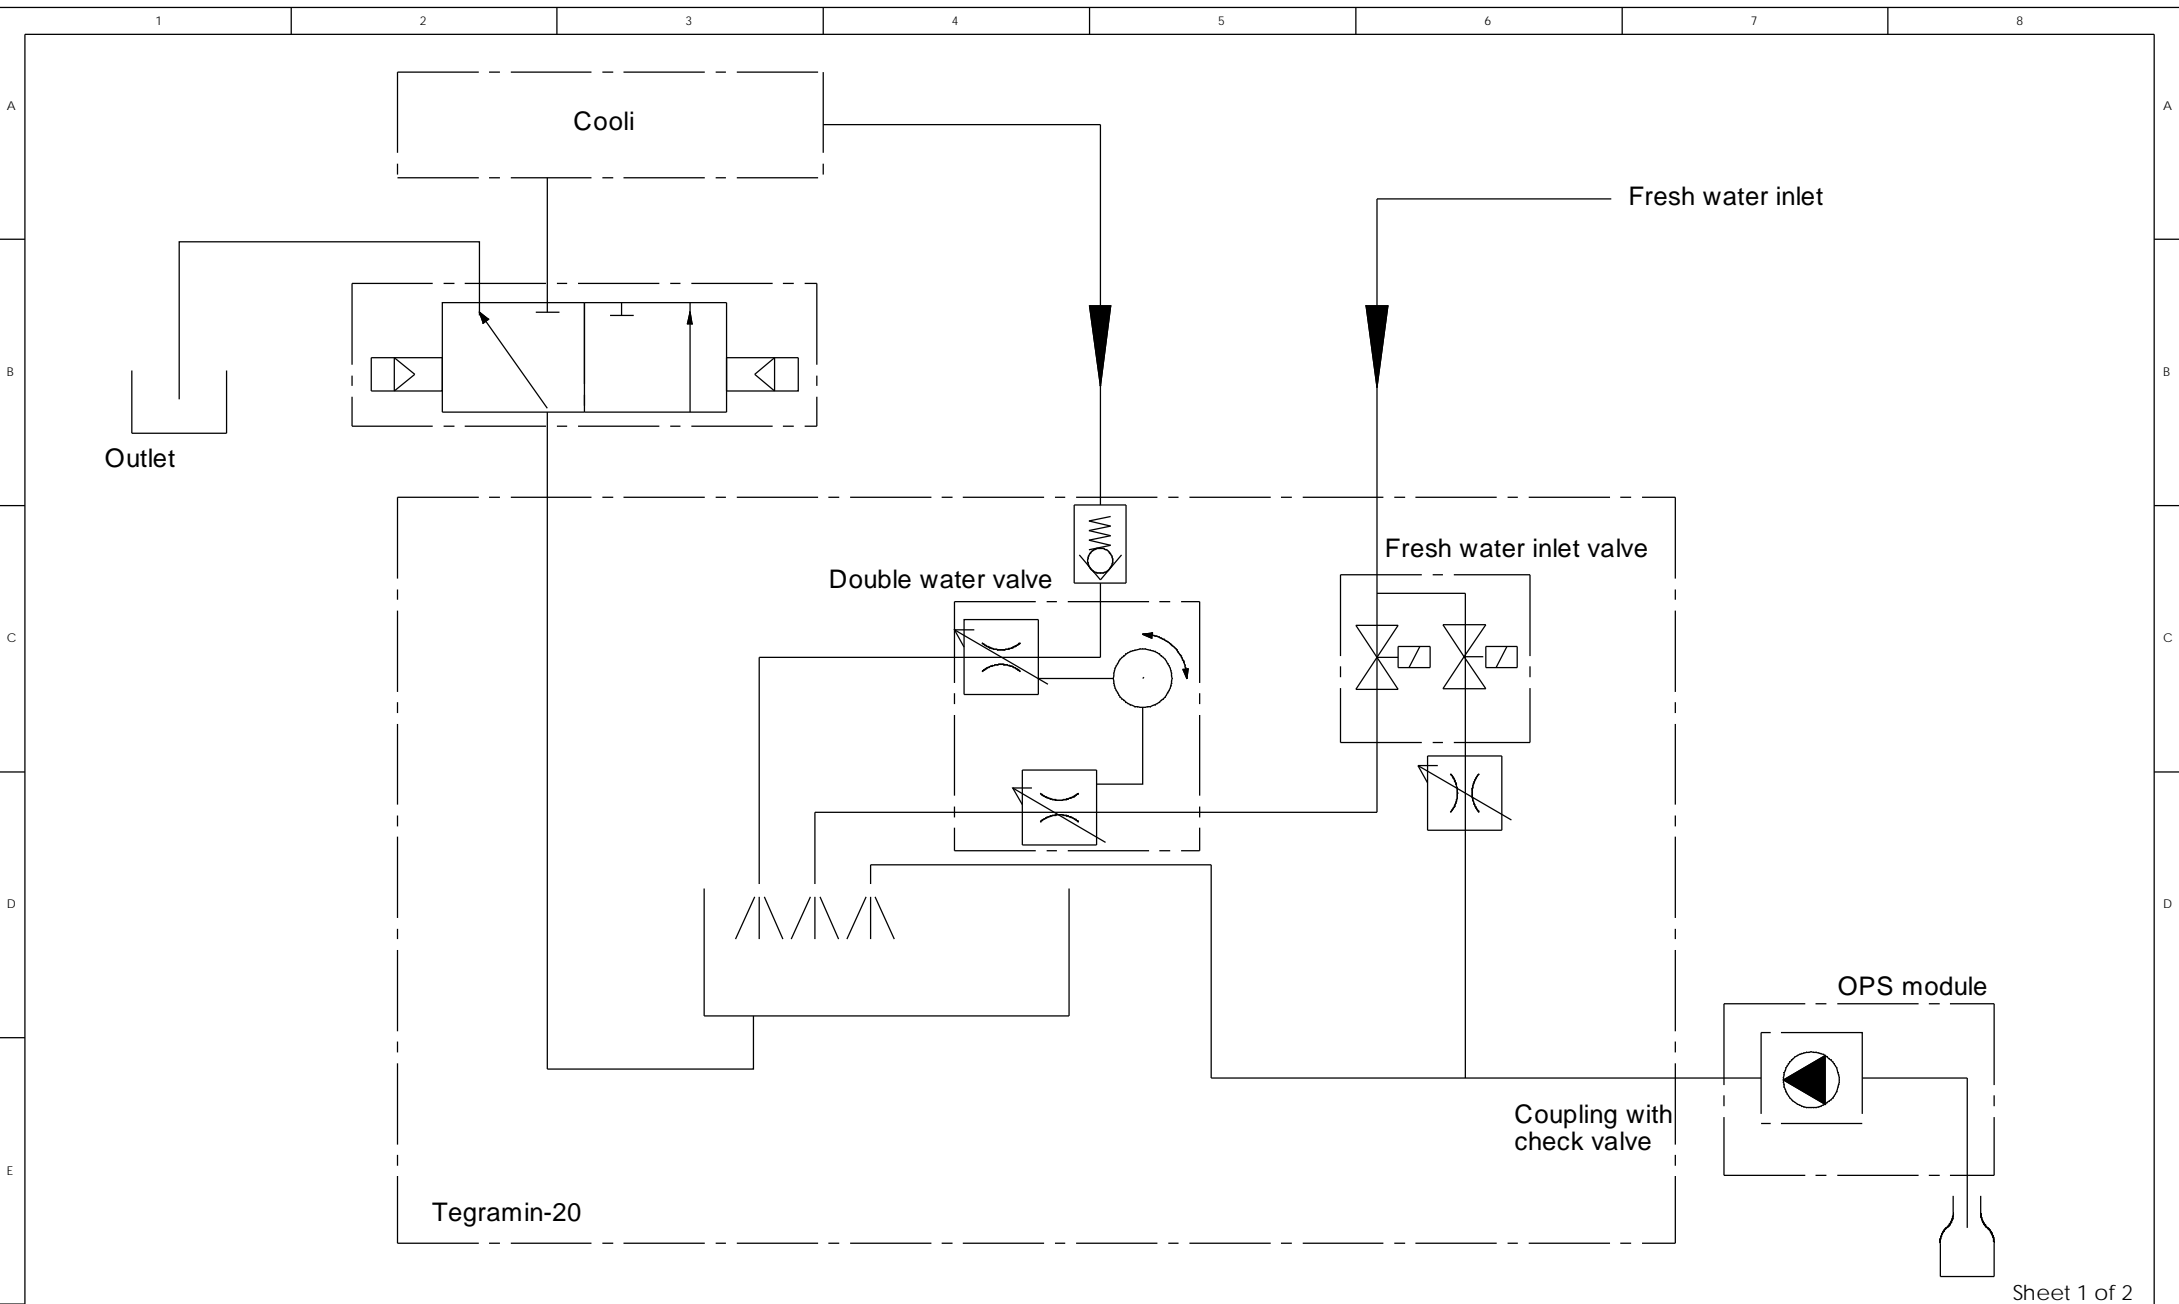 1 2 3 4 5 6 7 8
A A
Cooli
Fresh water inlet
B B
Outlet
Fresh water inlet valve
Double water valve
C C
D D
OPS module
Coupling with
check valve
E
Tegramin-20
Sheet 1 of 2